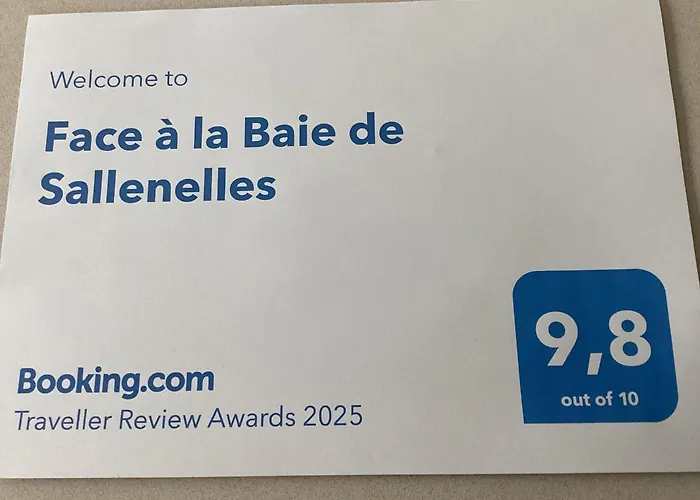 Welcome to
Face à la Baie de
Sallenelles
9,8
out of 10
Booking.com
Traveller Review Awards 2025